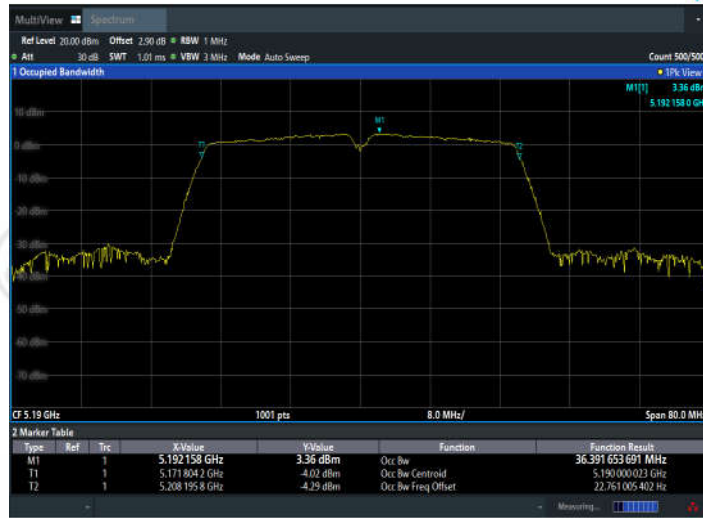 MultiView Spectrum
Ref Level 20.00 dBm Offset 2.90 dB RBW 1 MHz
Att 30 dB SWT 1.01 ms VBW 3 MHz Mode Auto Sweep Count 500/500
1 Occupied Bandwidth 1Pk View
M1[1] 3.36 dBm
5.192 158 0 GH
10 dBm
M1
0 dBm
T1
T2
-10 dBm
-20 dBm
-30 dBm
-40 dBm
-50 dBm
-60 dBm
-70 dBm
CF 5.19 GHz 1001 pts 8.0 MHz/ Span 80.0 MH
2 Marker Table
Type Ref Trc X-Value Y-Value Function Function Result
M1 1 5.192 158 GHz 3.36 dBm Occ Bw 36.391 653 691 MHz
T1 1 5.171 804 2 GHz -4.02 dBm Occ Bw Centroid 5.190 000 023 GHz
T2 1 5.208 195 8 GHz -4.29 dBm Occ Bw Freq Offset 22.761 005 402 Hz
Measuring...